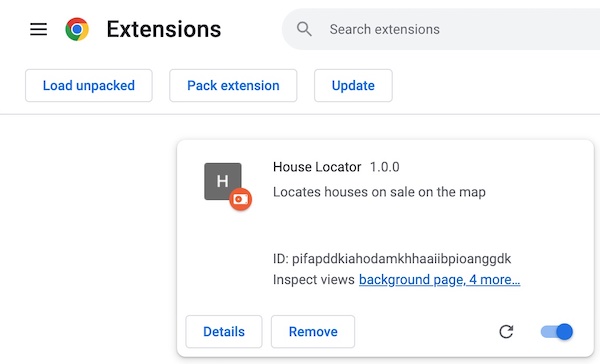 Extensions
Search extensions
Load unpacked
Pack extension
Update
H
House Locator 1.0.0
Locates houses on sale on the map
ID: pifapddkiahodamkhhaaiibpioanggdk
Inspect views background page, 4 more…
Details
Remove